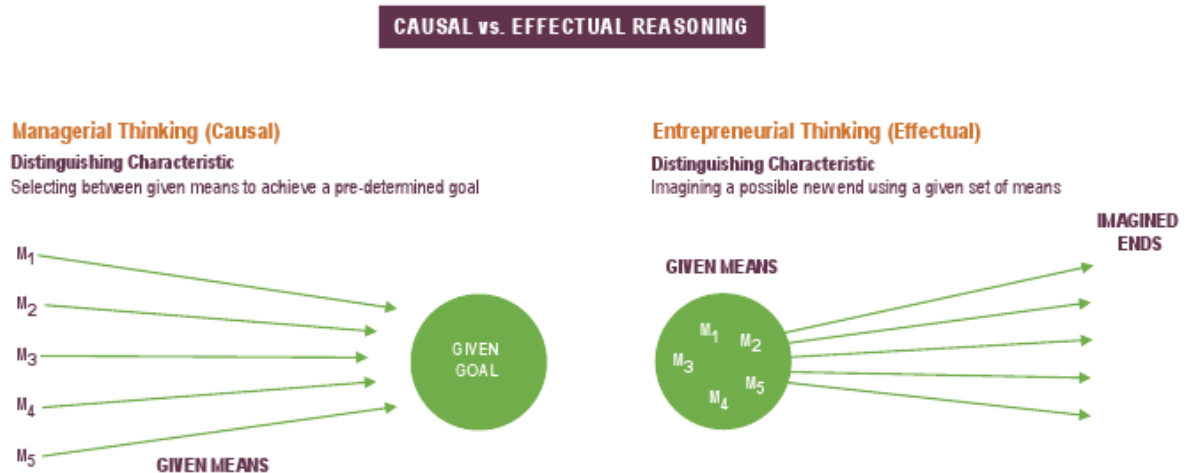 CAUSAL vs. EFFECTUAL REASONING
Managerial Thinking (Causal)
Distinguishing Characteristic
Selecting between given means to achieve a pre-determined goal
M1
M2
M3
M4
M5
GIVEN MEANS
GIVEN
GOAL
Entrepreneurial Thinking (Effectual)
Distinguishing Characteristic
Imagining a possible new end using a given set of means
GIVEN MEANS
M1
M2
M3
M5
M4
IMAGINED
ENDS